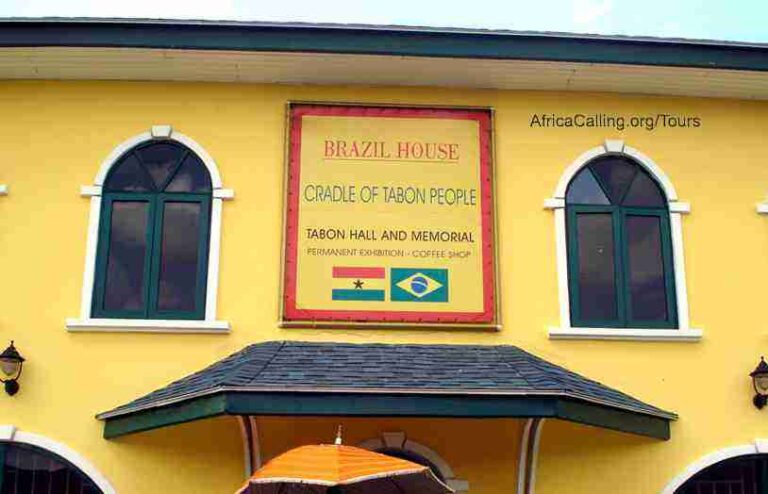 AfricaCalling.org/Tours
BRAZIL HOUSE
CRADLE OF TABON PEOPLE
TABON HALL AND MEMORIAL
PERMANENT EXHIBITION - COFFEE SHOP